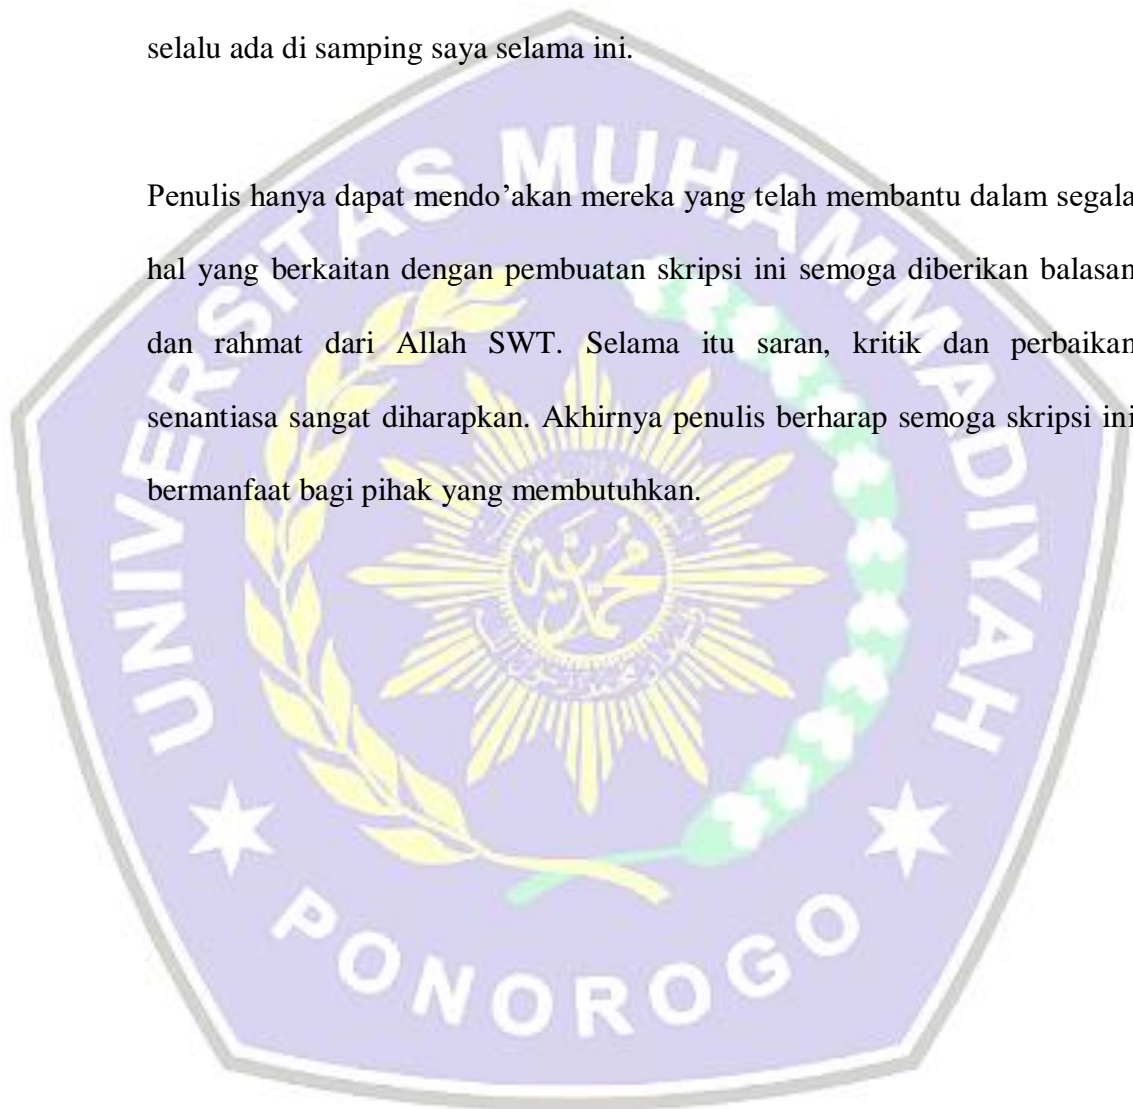 selalu ada di samping saya selama ini.
Penulis hanya dapat mendo’akan mereka yang telah membantu dalam segala
hal yang berkaitan dengan pembuatan skripsi ini semoga diberikan balasan
dan rahmat dari Allah SWT. Selama itu saran, kritik dan perbaikan
senantiasa sangat diharapkan. Akhirnya penulis berharap semoga skripsi ini
bermanfaat bagi pihak yang membutuhkan.
UNIVERSITAS MUHAMMADIYAH
PONOROGO
محمدية